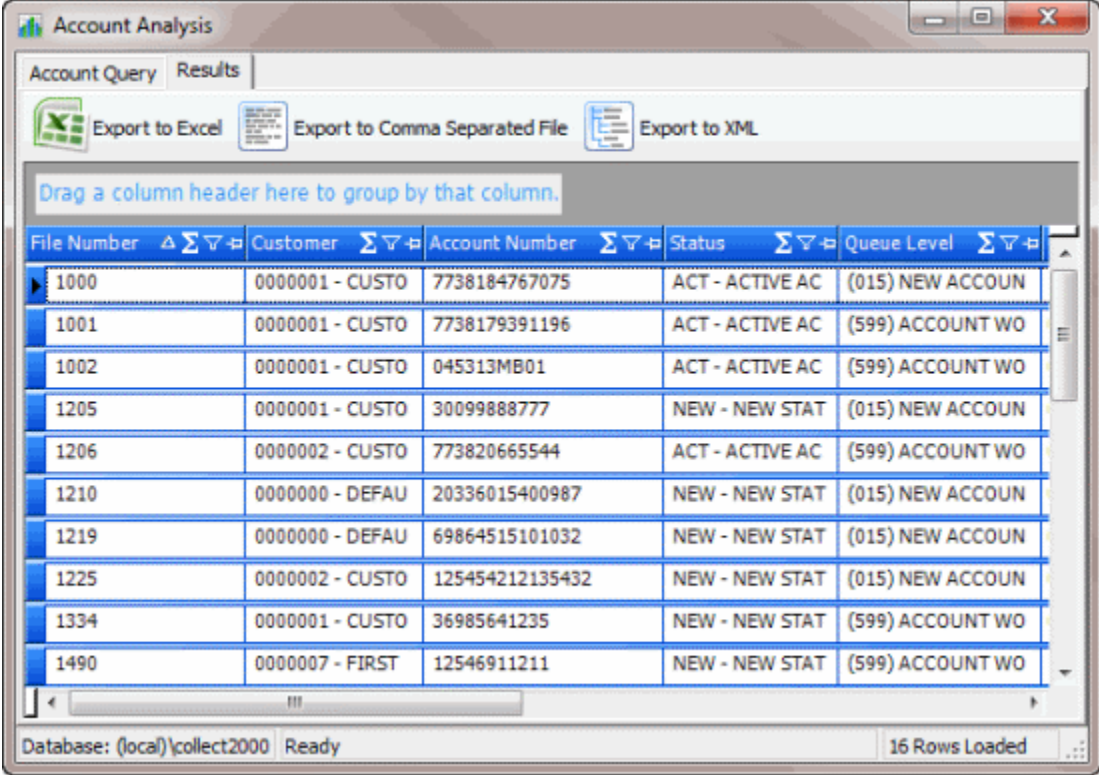 Account Analysis
Account Query Results
Export to Excel Export to Comma Separated File Export to XML
Drag a column header here to group by that column.
File Number Customer Account Number Status Queue Level
1000 0000001 - CUSTO 7738184767075 ACT - ACTIVE AC (015) NEW ACCOUN
1001 0000001 - CUSTO 7738179391196 ACT - ACTIVE AC (599) ACCOUNT WO
1002 0000001 - CUSTO 045313MB01 ACT - ACTIVE AC (599) ACCOUNT WO
1205 0000001 - CUSTO 30099888777 NEW - NEW STAT (015) NEW ACCOUN
1206 0000002 - CUSTO 773820665544 ACT - ACTIVE AC (599) ACCOUNT WO
1210 0000000 - DEFAU 20336015400987 NEW - NEW STAT (015) NEW ACCOUN
1219 0000000 - DEFAU 69864515101032 NEW - NEW STAT (015) NEW ACCOUN
1225 0000002 - CUSTO 125454212135432 NEW - NEW STAT (015) NEW ACCOUN
1334 0000001 - CUSTO 36985641235 NEW - NEW STAT (599) ACCOUNT WO
1490 0000007 - FIRST 12546911211 NEW - NEW STAT (599) ACCOUNT WO
Database: (local)\collect2000 Ready 16 Rows Loaded